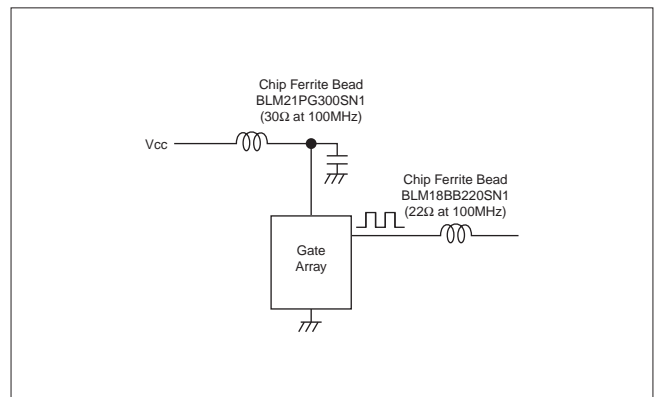 Chip Ferrite Bead
BLM21PG300SN1
(30Ω at 100MHz)
Vcc
Chip Ferrite Bead
BLM18BB220SN1
(22Ω at 100MHz)
Gate
Array